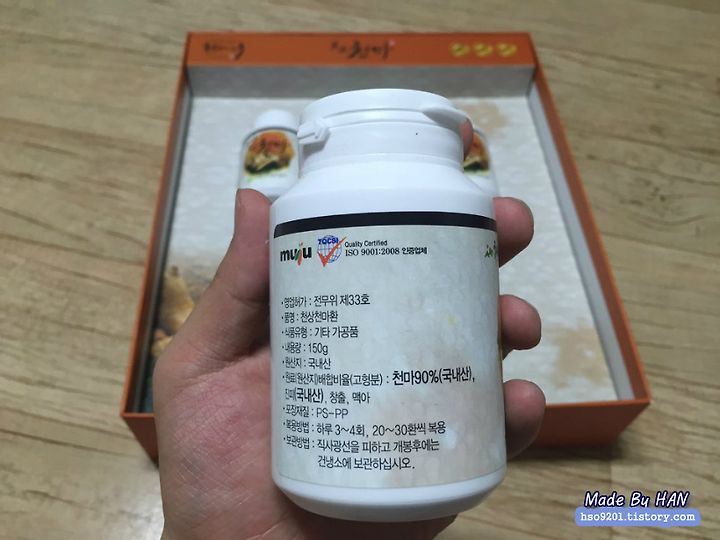 muju
TQCSI
Quality Certified
ISO 9001:2008 인증업체
• 영업허가 : 전무위 제33호
• 품명 : 천상천마환
• 식품유형 : 기타 가공품
• 내용량 : 150g
• 원산지 : 국내산
• 원료(원산지)배합비율(고형분) : 천마90%(국내산),
진피(국내산), 창출, 맥아
• 포장재질 : PS-PP
• 복용방법 : 하루 3~4회, 20~30환씩 복용
• 보관방법 : 직사광선을 피하고 개봉후에는
건냉소에 보관하십시오.
Made By HAN
hso9201.tistory.com